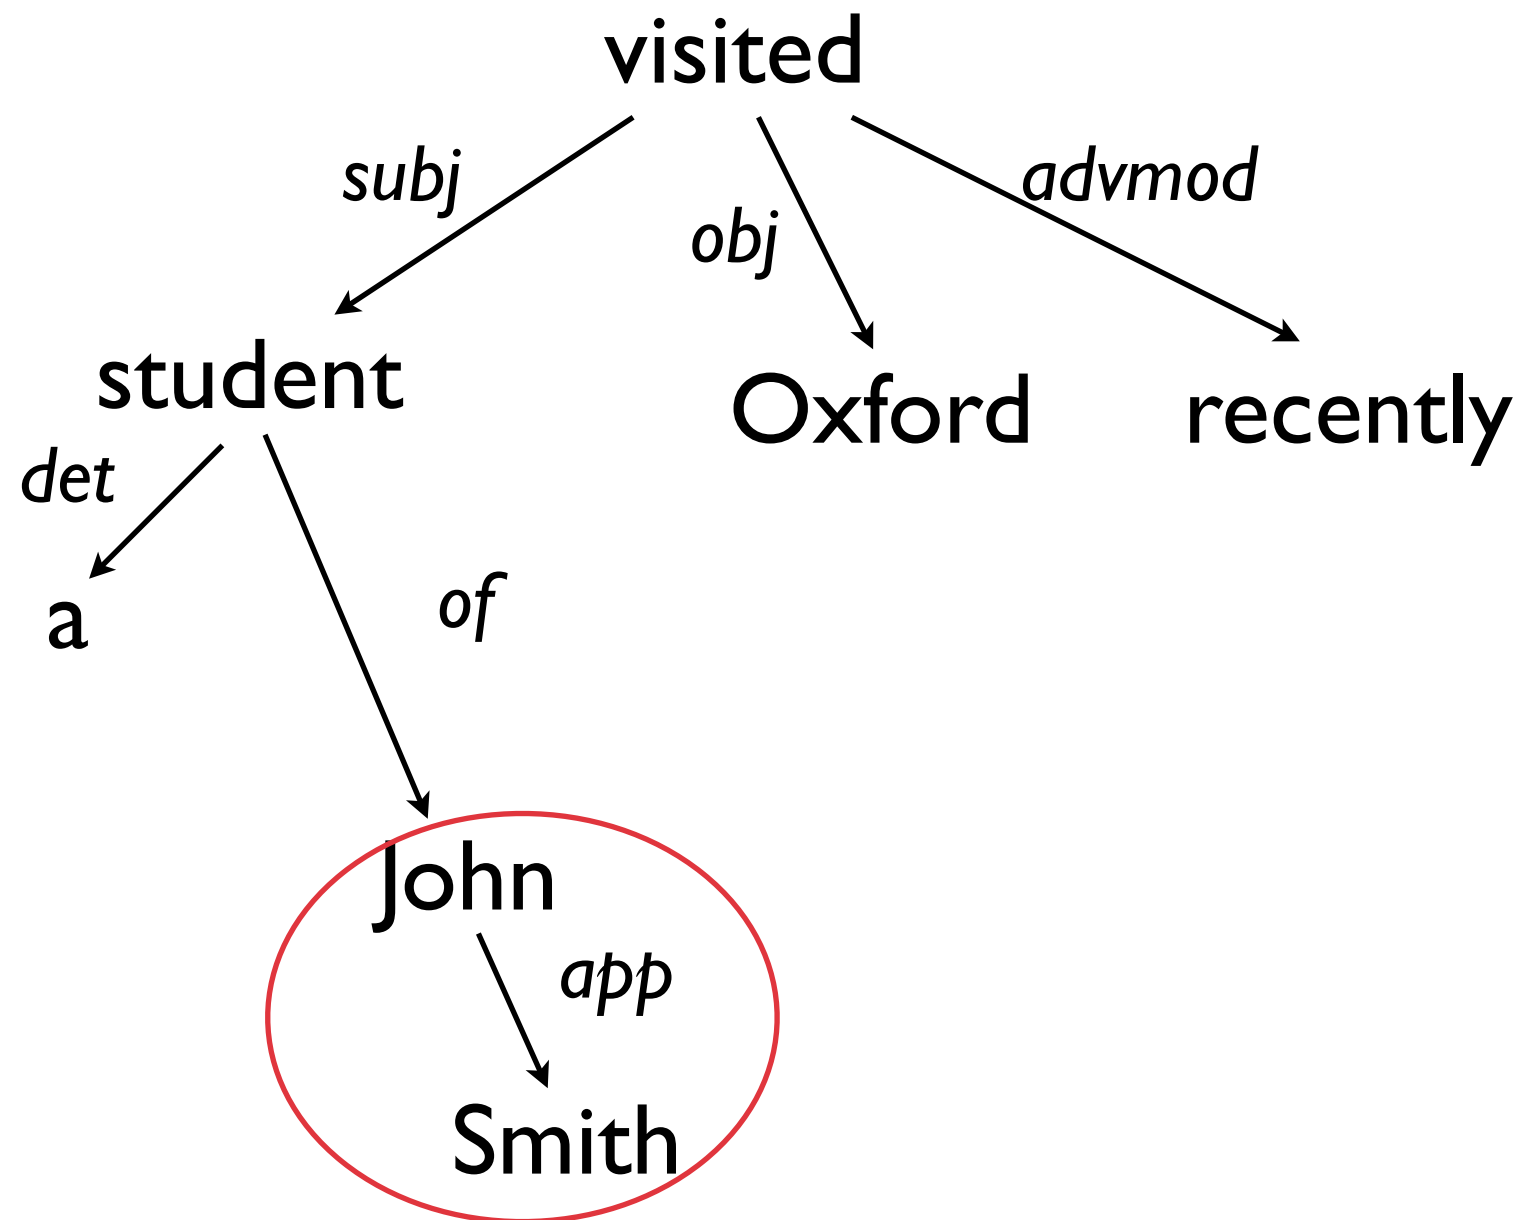 visited
subj
obj
advmod
student
Oxford
recently
det
a
of
John
app
Smith